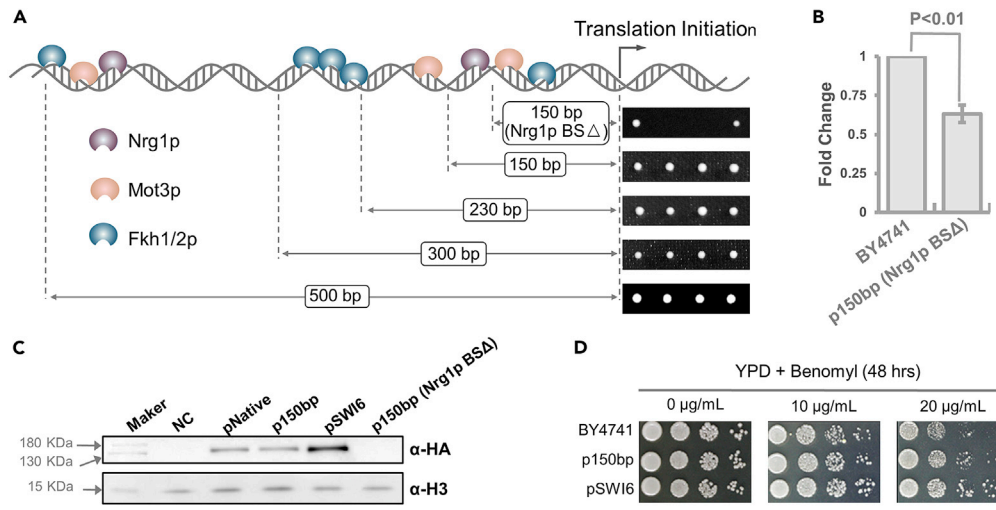 A
Translation Initiation
150 bp
(Nrg1p BS△)
150 bp
230 bp
300 bp
500 bp
Nrg1p
Mot3p
Fkh1/2p
B
P<0.01
Fold Change
1
0.75
0.5
0.25
0
BY4741
p150bp (Nrg1p BSΔ)
C
Maker
NC
pNative
p150bp
pSWI6
p150bp (Nrg1p BSΔ)
180 KDa
130 KDa
15 KDa
α-HA
α-H3
D
YPD + Benomyl (48 hrs)
0 μg/mL
10 μg/mL
20 μg/mL
BY4741
p150bp
pSWI6